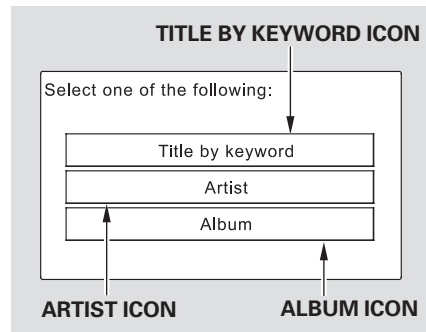 TITLE BY KEYWORD ICON
Select one of the following:
Title by keyword
Artist
Album
ARTIST ICON
ALBUM ICON